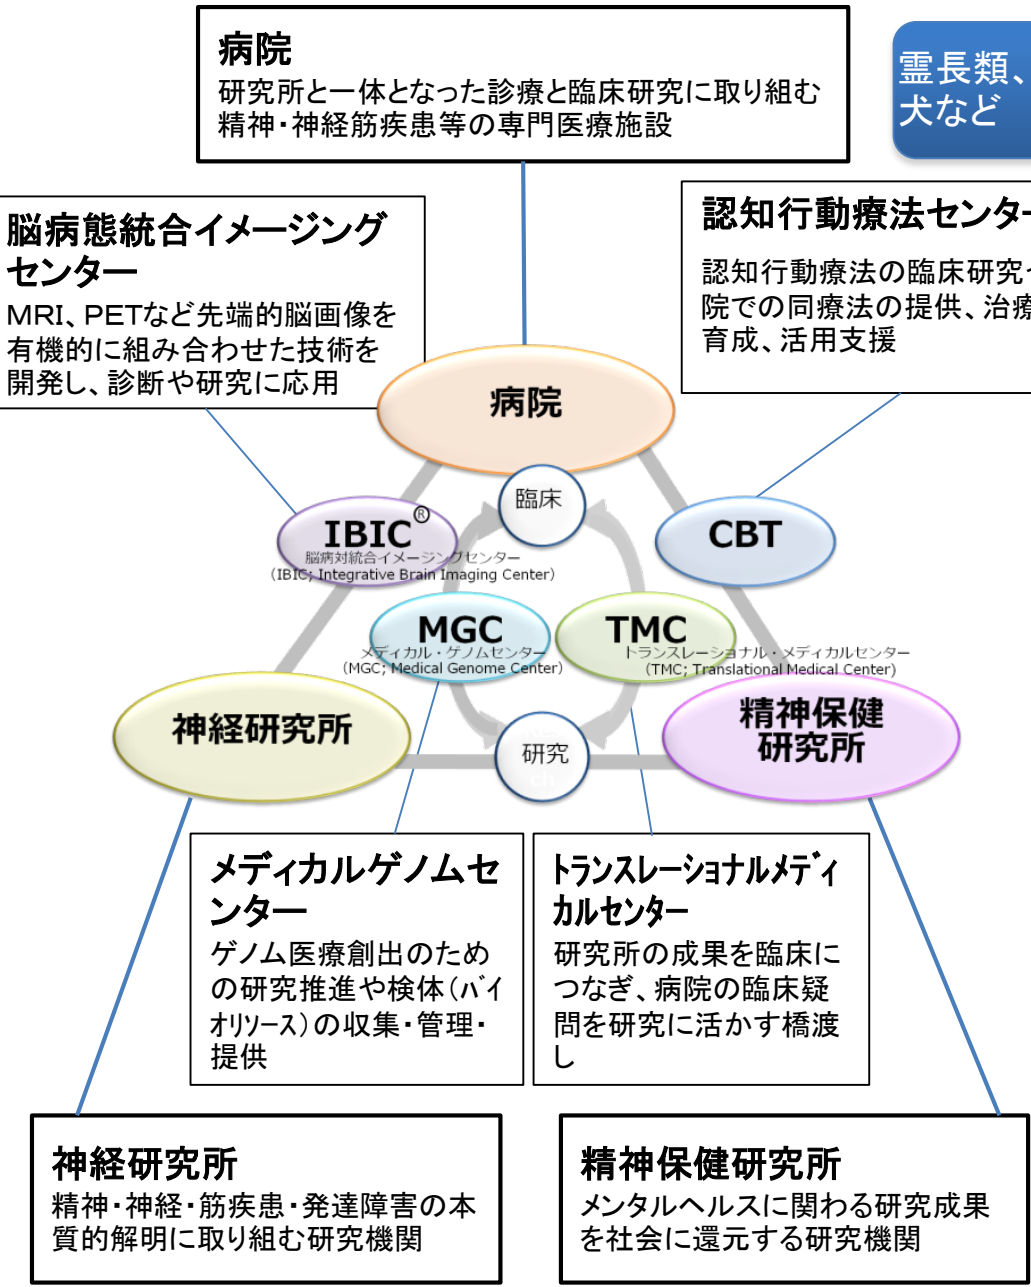 病院
研究所と一体となった診療と臨床研究に取り組む
精神・神経筋疾患等の専門医療施設
霊長類、
犬など
脳病態統合イメージング
センター
MRI、PETなど先端的脳画像を
有機的に組み合わせた技術を
開発し、診断や研究に応用
認知行動療法センター
認知行動療法の臨床研究
院での同療法の提供、治療
育成、活用支援
病院
臨床
IBIC®
脳病対統合イメージングセンター
(IBIC; Integrative Brain Imaging Center)
CBT
MGC
メディカル・ゲノムセンター
(MGC; Medical Genome Center)
TMC
トランスレーショナル・メディカルセンター
(TMC; Translational Medical Center)
神経研究所
研究
ch
精神保健
研究所
メディカルゲノムセ
ンター
ゲノム医療創出のため
の研究推進や検体(バイ
オリソース)の収集・管理・
提供
トランスレーショナルメディ
カルセンター
研究所の成果を臨床に
つなぎ、病院の臨床疑
問を研究に活かす橋渡
し
神経研究所
精神・神経・筋疾患・発達障害の本
質的解明に取り組む研究機関
精神保健研究所
メンタルヘルスに関わる研究成果
を社会に還元する研究機関